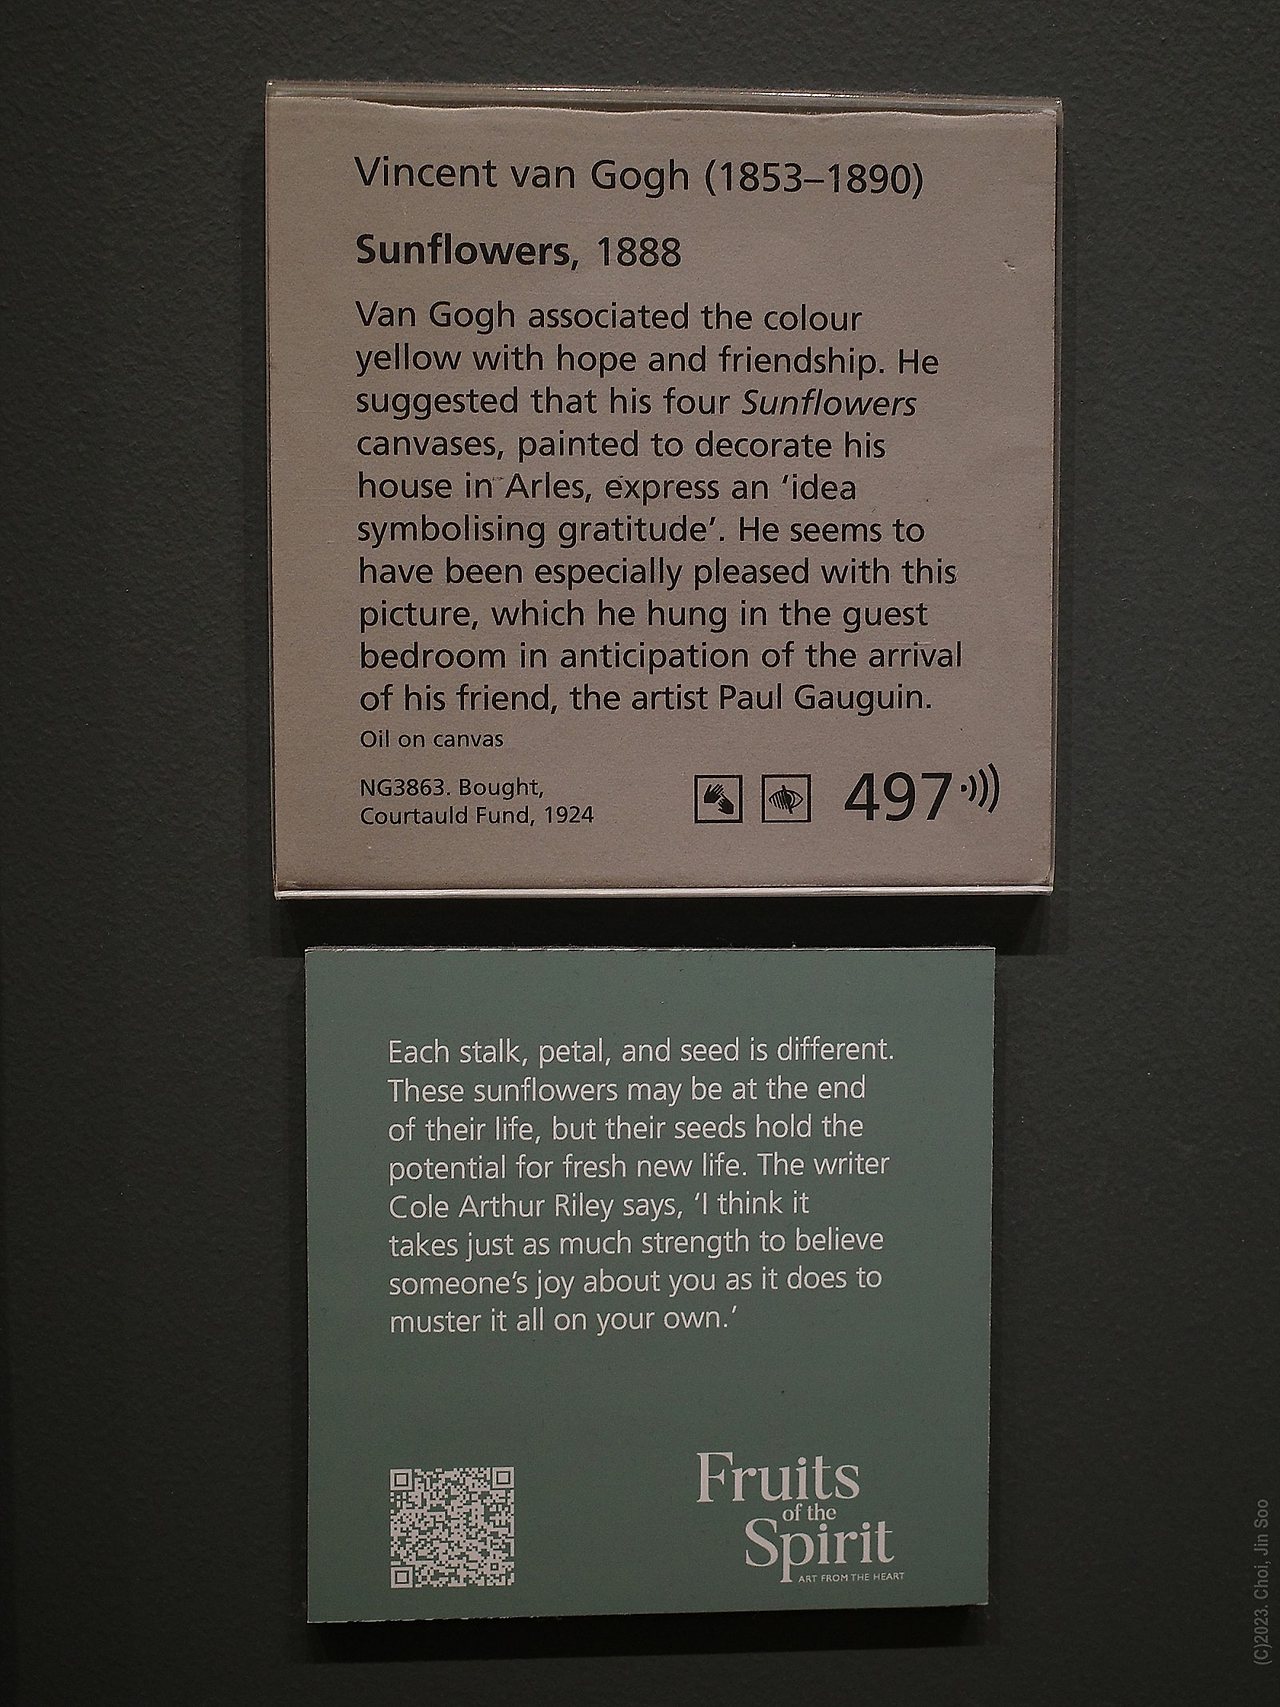 Vincent van Gogh (1853–1890)
Sunflowers, 1888
Van Gogh associated the colour
yellow with hope and friendship. He
suggested that his four Sunflowers
canvases, painted to decorate his
house in Arles, express an ‘idea
symbolising gratitude’. He seems to
have been especially pleased with this
picture, which he hung in the guest
bedroom in anticipation of the arrival
of his friend, the artist Paul Gauguin.
Oil on canvas
NG3863. Bought,
Courtauld Fund, 1924
497
Each stalk, petal, and seed is different.
These sunflowers may be at the end
of their life, but their seeds hold the
potential for fresh new life. The writer
Cole Arthur Riley says, ‘I think it
takes just as much strength to believe
someone’s joy about you as it does to
muster it all on your own.’
Fruits
of the
Spirit
ART FROM THE HEART
(C)2023. Choi, Jin Soo